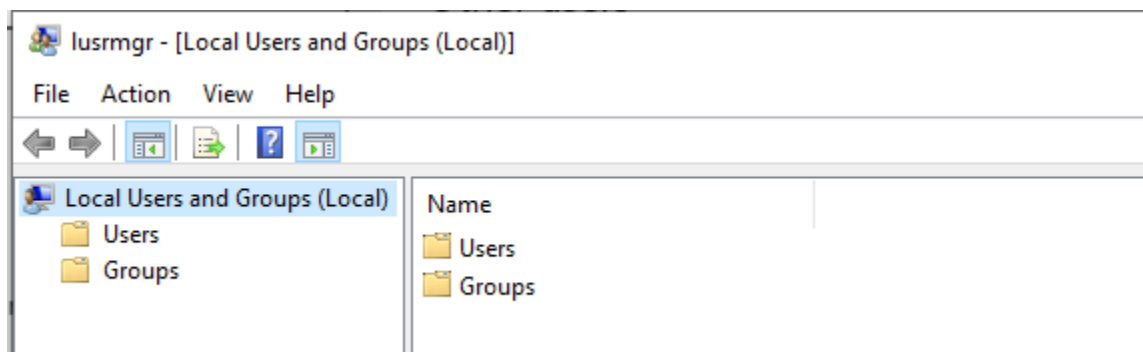 lusrmgr - [Local Users and Groups (Local)]
File Action View Help
Local Users and Groups (Local)
Users
Groups
Name
Users
Groups